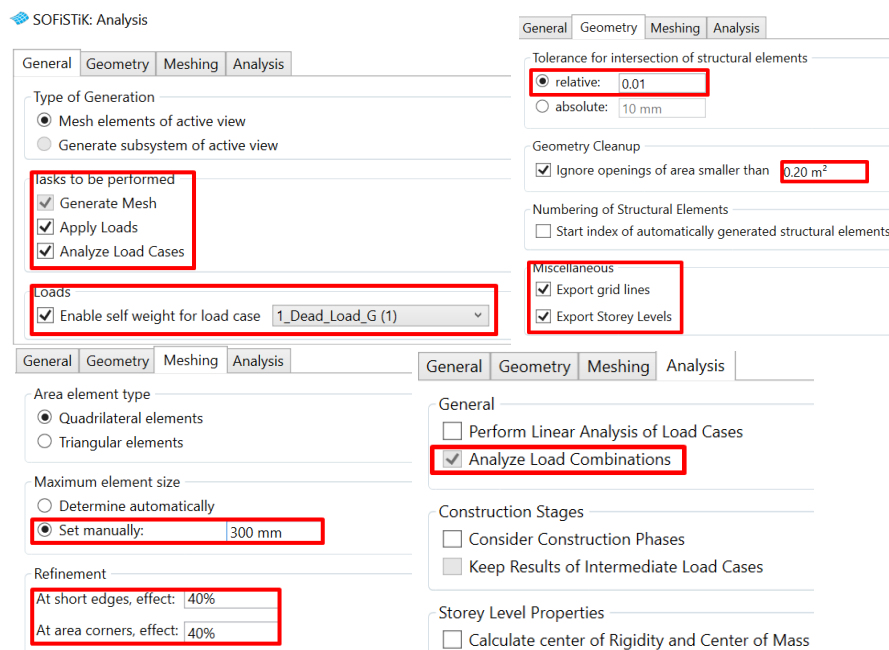 SOFiSTiK: Analysis
General Geometry Meshing Analysis
Type of Generation
Mesh elements of active view
Generate subsystem of active view
Tasks to be performed
Generate Mesh
Apply Loads
Analyze Load Cases
Loads
Enable self weight for load case 1_Dead_Load_G (1)
General Geometry Meshing Analysis
Tolerance for intersection of structural elements
relative: 0.01
absolute: 10 mm
Geometry Cleanup
Ignore openings of area smaller than 0.20 m²
Numbering of Structural Elements
Start index of automatically generated structural elements
Miscellaneous
Export grid lines
Export Storey Levels
General Geometry Meshing Analysis
Area element type
Quadrilateral elements
Triangular elements
Maximum element size
Determine automatically
Set manually: 300 mm
Refinement
At short edges, effect: 40%
At area corners, effect: 40%
General Geometry Meshing Analysis
General
Perform Linear Analysis of Load Cases
Analyze Load Combinations
Construction Stages
Consider Construction Phases
Keep Results of Intermediate Load Cases
Storey Level Properties
Calculate center of Rigidity and Center of Mass